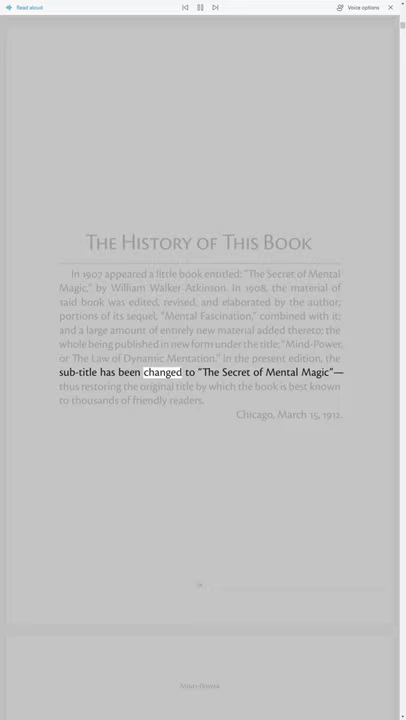 Read aloud
Voice options
The History of This Book
In 1907 appeared a little book entitled: "The Secret of Mental
Magic," by William Walker Atkinson. In 1908, the material of
said book was edited, revised, and elaborated by the author;
portions of its sequel, "Mental Fascination," combined with it;
and a large amount of entirely new material added thereto; the
whole being published in new form under the title: "Mind-Power,
or The Law of Dynamic Mentation." In the present edition, the
sub-title has been changed to "The Secret of Mental Magic"—
thus restoring the original title by which the book is best known
to thousands of friendly readers.
Chicago, March 15, 1912.